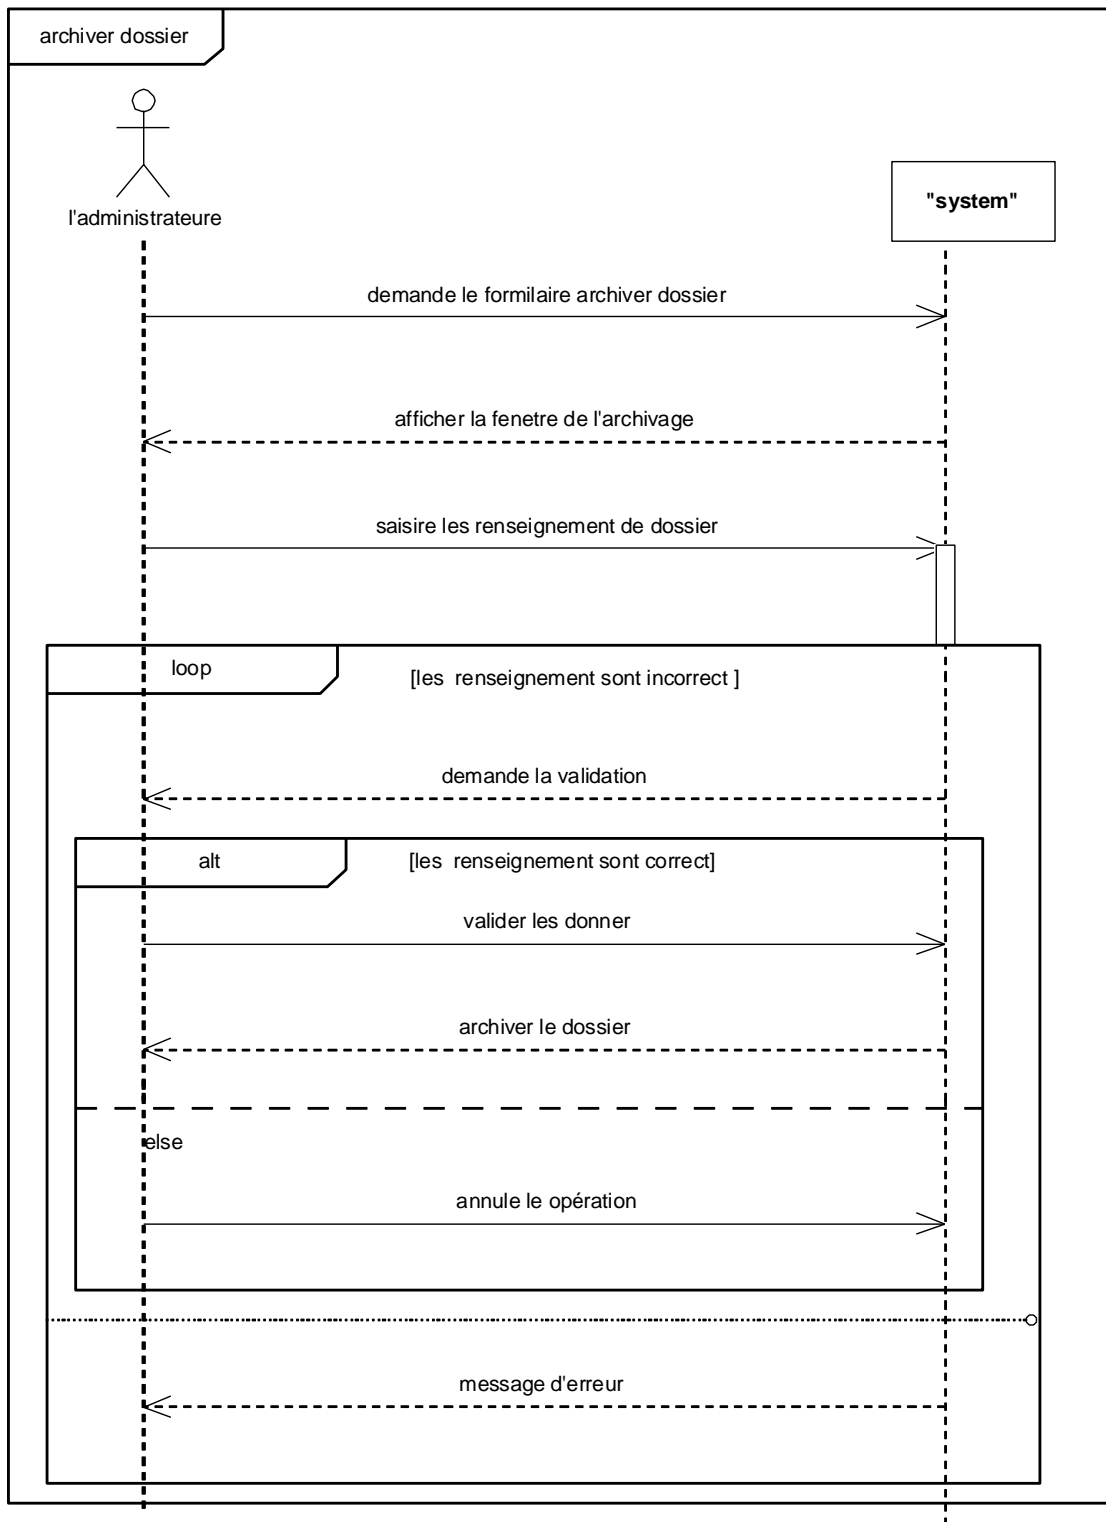 archiver dossier
l'administrateure
"system"
demande le formilaire archiver dossier
afficher la fenetre de l'archivage
saisire les renseignement de dossier
loop
[les  renseignement sont incorrect ]
demande la validation
alt
[les  renseignement sont correct]
valider les donner
archiver le dossier
else
annule le opération
message d'erreur